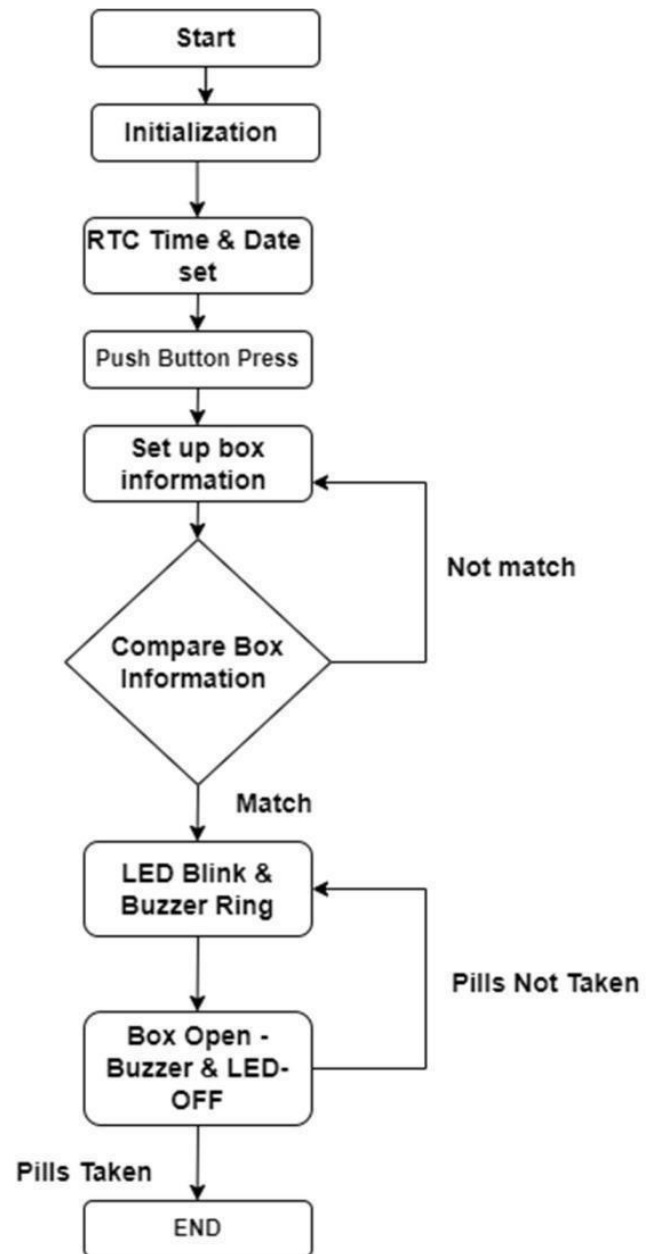 Start
Initialization
RTC Time & Date
set
Push Button Press
Set up box
information
Not match
Compare Box
Information
Match
LED Blink &
Buzzer Ring
Pills Not Taken
Box Open -
Buzzer & LED-
OFF
Pills Taken
END